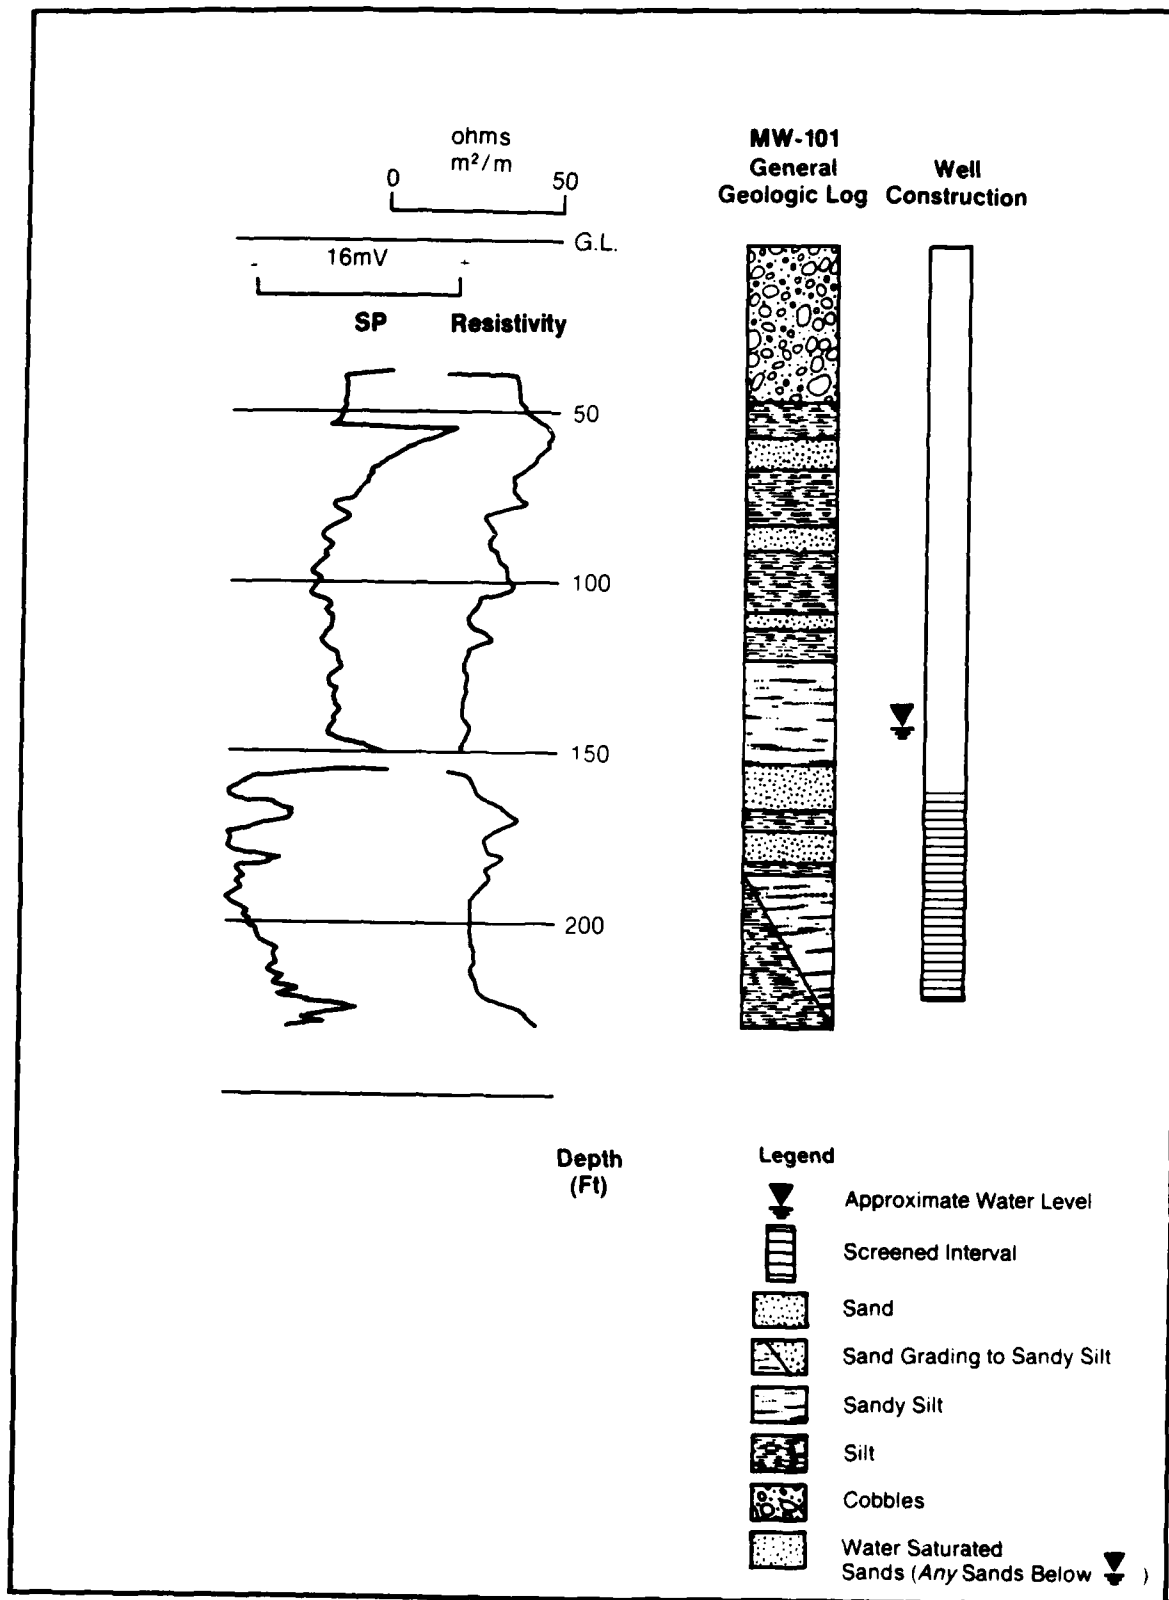 ohms
m²/m
0 50
G.L.
- 16mV +
SP Resistivity
50
100
150
200
Depth
(Ft)
MW-101
General
Geologic Log
Well
Construction
Legend
Approximate Water Level
Screened Interval
Sand
Sand Grading to Sandy Silt
Sandy Silt
Silt
Cobbles
Water Saturated
Sands (Any Sands Below )